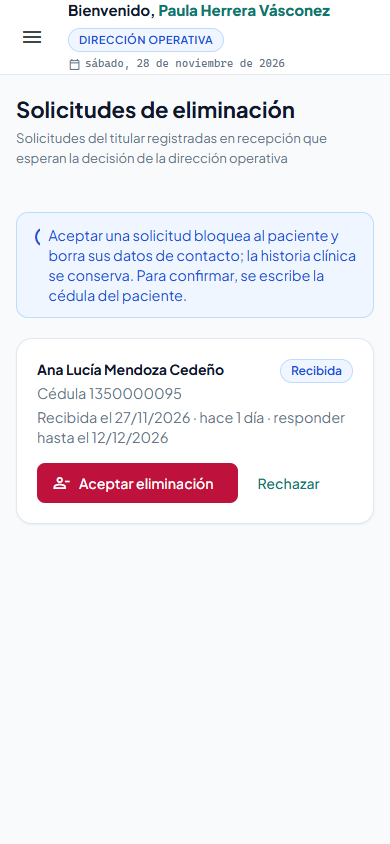 Bienvenido, Paula Herrera Vásconez
DIRECCIÓN OPERATIVA
sábado, 28 de noviembre de 2026
Solicitudes de eliminación
Solicitudes del titular registradas en recepción que
esperan la decisión de la dirección operativa
Aceptar una solicitud bloquea al paciente y
borra sus datos de contacto; la historia clínica
se conserva. Para confirmar, se escribe la
cédula del paciente.
Ana Lucía Mendoza Cedeño
Recibida
Cédula 1350000095
Recibida el 27/11/2026 · hace 1 día · responder
hasta el 12/12/2026
Aceptar eliminación
Rechazar